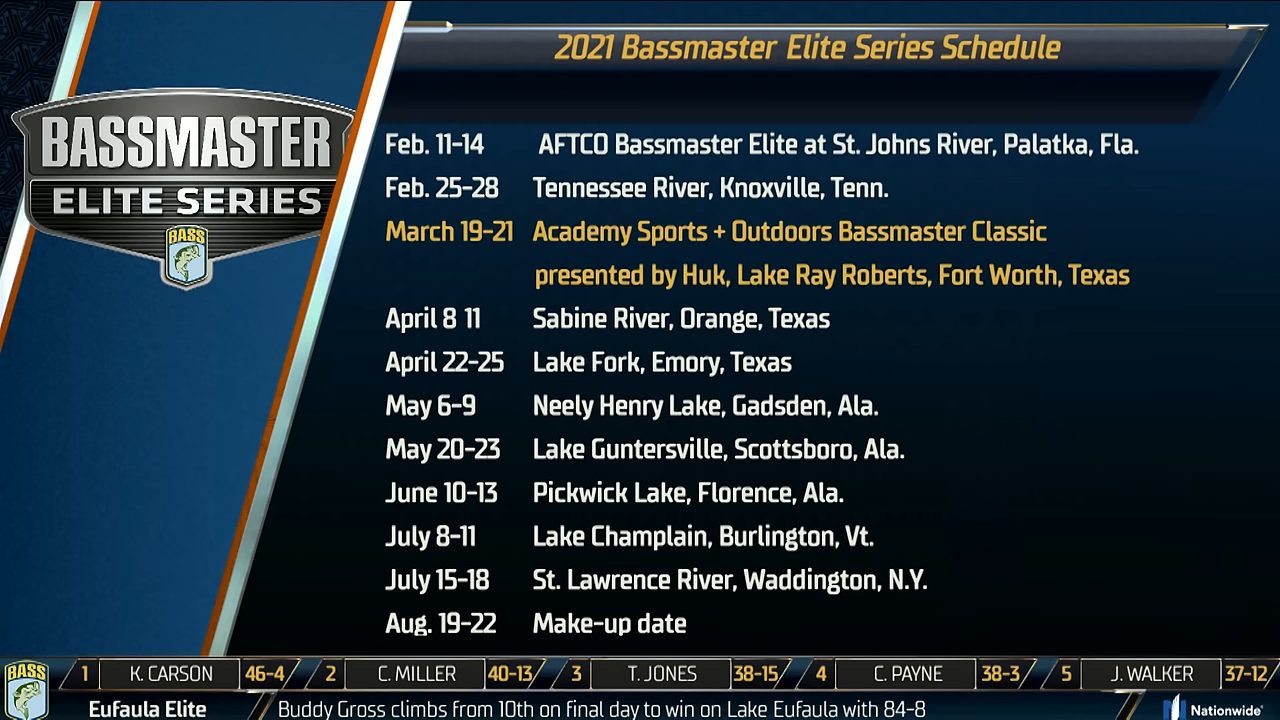 2021 Bassmaster Elite Series Schedule
BASSMASTER
ELITE SERIES
BASS
Feb. 11-14 AFTCO Bassmaster Elite at St. Johns River, Palatka, Fla.
Feb. 25-28 Tennessee River, Knoxville, Tenn.
March 19-21 Academy Sports + Outdoors Bassmaster Classic
presented by Huk, Lake Ray Roberts, Fort Worth, Texas
April 8 11 Sabine River, Orange, Texas
April 22-25 Lake Fork, Emory, Texas
May 6-9 Neely Henry Lake, Gadsden, Ala.
May 20-23 Lake Guntersville, Scottsboro, Ala.
June 10-13 Pickwick Lake, Florence, Ala.
July 8-11 Lake Champlain, Burlington, Vt.
July 15-18 St. Lawrence River, Waddington, N.Y.
Aug. 19-22 Make-up date
BASS
1 K. CARSON 46-4 2 C. MILLER 40-13 3 T. JONES 38-15 4 C. PAYNE 38-3 5 J. WALKER 37-12
Eufaula Elite Buddy Gross climbs from 10th on final day to win on Lake Eufaula with 84-8 Nationwide